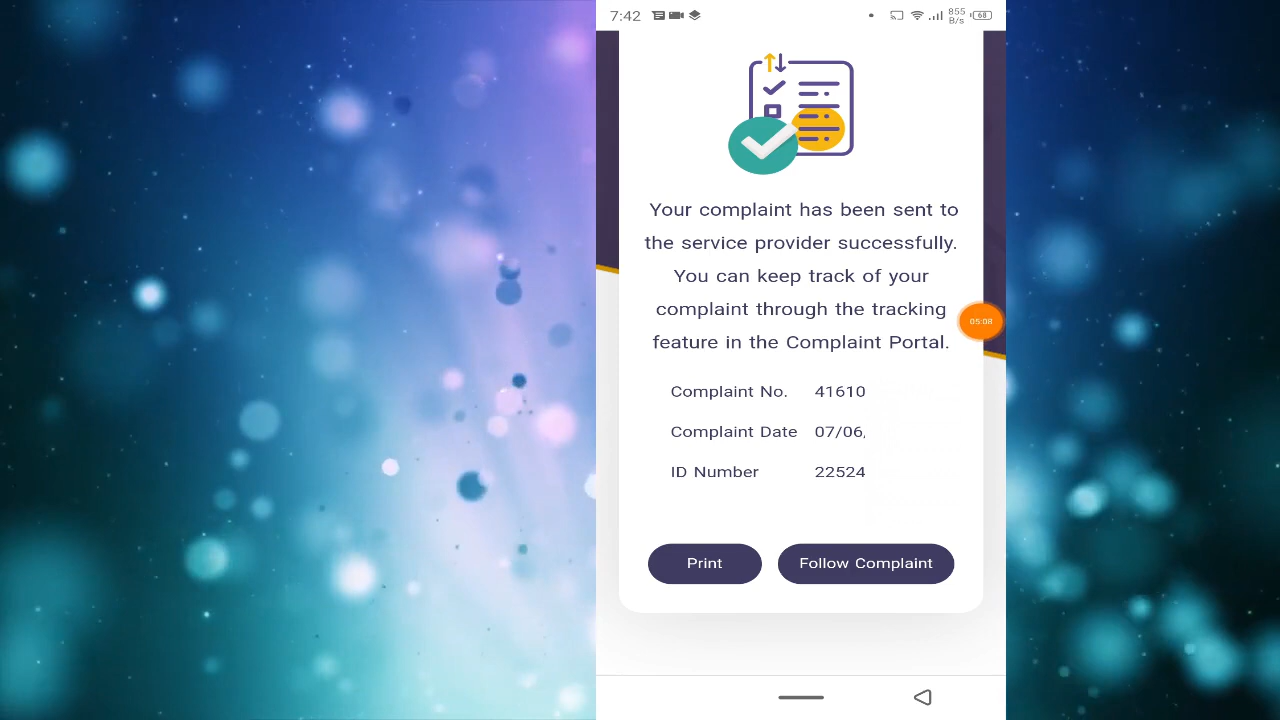 7:42
855
B/s
68
Your complaint has been sent to
the service provider successfully.
You can keep track of your
complaint through the tracking
feature in the Complaint Portal.
05:08
Complaint No. 41610
Complaint Date 07/06,
ID Number 22524
Print
Follow Complaint